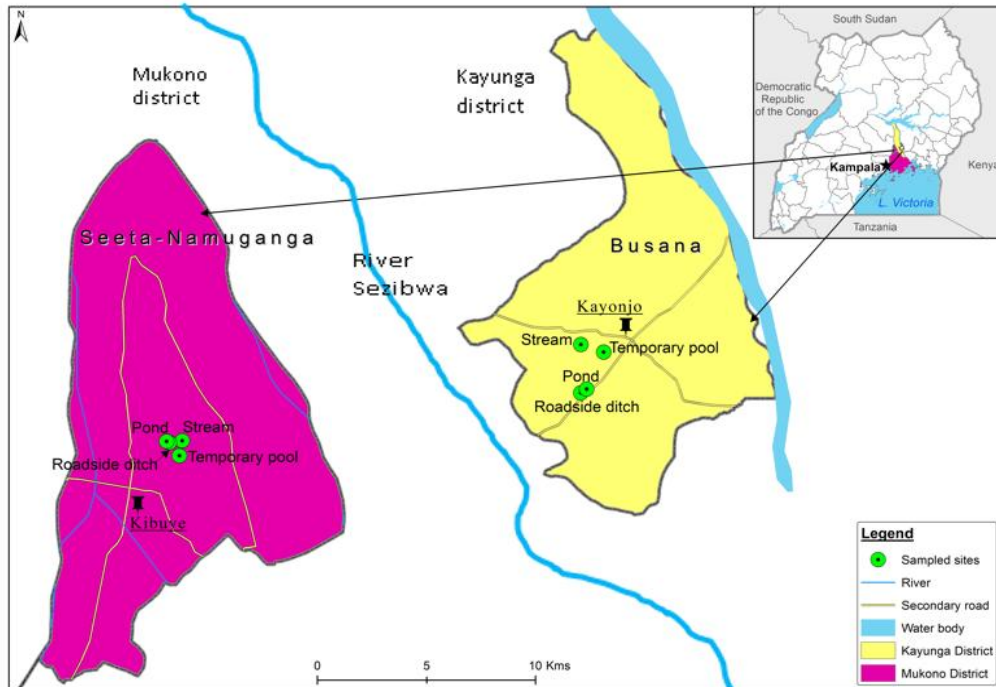 N
Mukono
district
Kayunga
district
South Sudan
Democratic
Republic
of the Congo
Kampala
Kenya
L. Victoria
Tanzania
Seeta-Namuganga
River
Sezibwa
Busana
Kayonjo
Stream
Temporary pool
Pond
Roadside ditch
Pond
Stream
Roadside ditch
Temporary pool
Kibuye
Legend
Sampled sites
River
Secondary road
Water body
Kayunga District
Mukono District
0 5 10 Kms